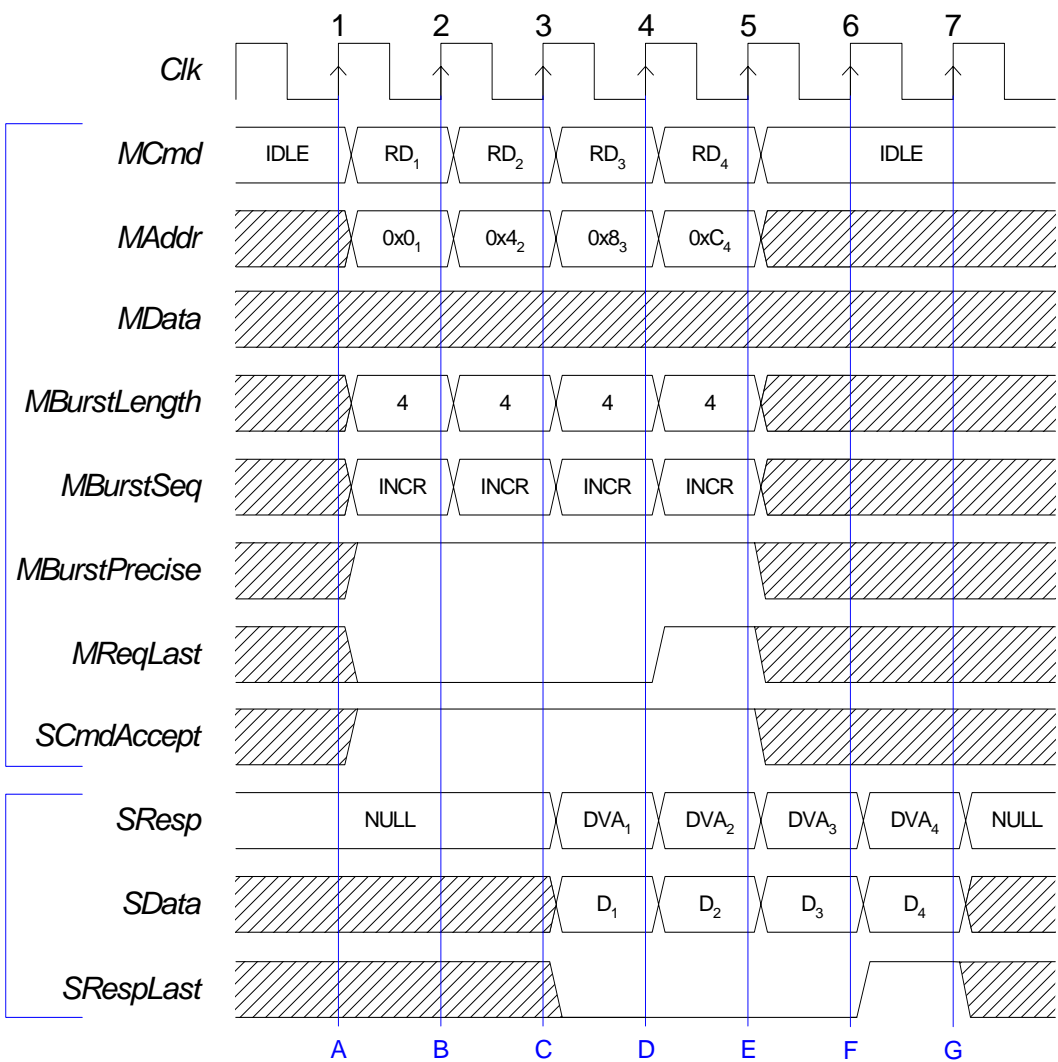 1 2 3 4 5 6 7
Clk
MCmd IDLE RD₁ RD₂ RD₃ RD₄ IDLE
MAddr 0x0₁ 0x4₂ 0x8₃ 0xC₄
MData
MBurstLength 4 4 4 4
MBurstSeq INCR INCR INCR INCR
MBurstPrecise
MReqLast
SCmdAccept
SResp NULL DVA₁ DVA₂ DVA₃ DVA₄ NULL
SData D₁ D₂ D₃ D₄
SRespLast
A B C D E F G